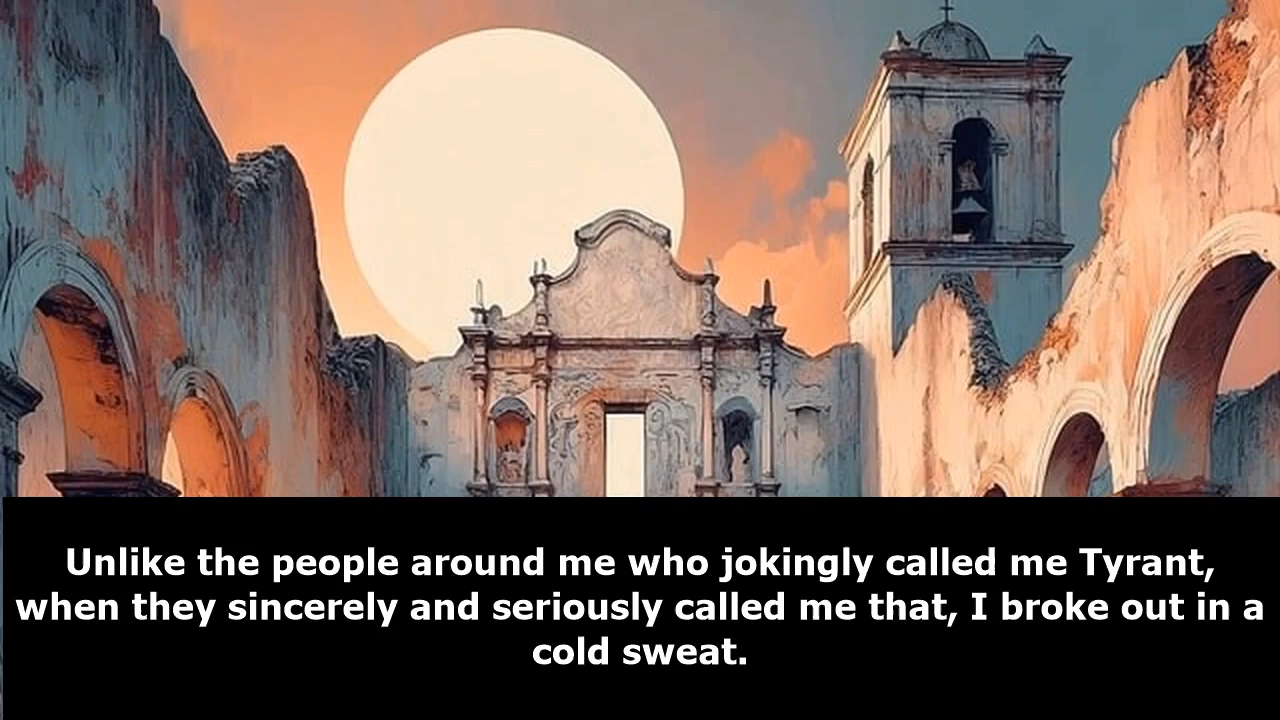 Unlike the people around me who jokingly called me Tyrant,
when they sincerely and seriously called me that, I broke out in a
cold sweat.